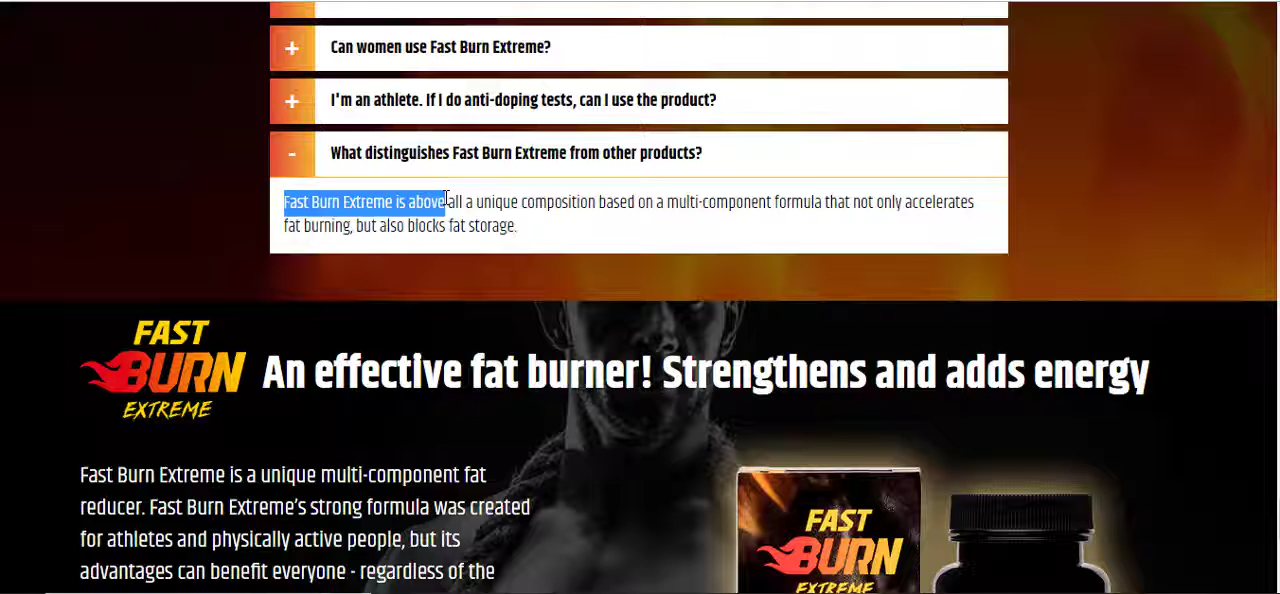 + Can women use Fast Burn Extreme?
+ I'm an athlete. If I do anti-doping tests, can I use the product?
- What distinguishes Fast Burn Extreme from other products?
Fast Burn Extreme is above all a unique composition based on a multi-component formula that not only accelerates
fat burning, but also blocks fat storage.
FAST
BURN
EXTREME
An effective fat burner! Strengthens and adds energy
Fast Burn Extreme is a unique multi-component fat
reducer. Fast Burn Extreme’s strong formula was created
for athletes and physically active people, but its
advantages can benefit everyone - regardless of the
FAST
BURN
EXTREME